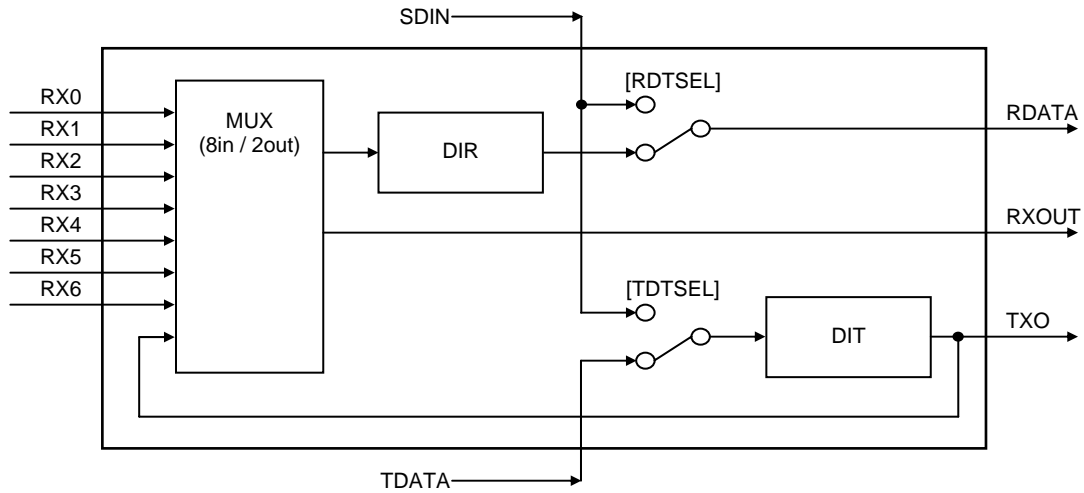 SDIN
[RDTSEL]
RX0
RX1
RX2
RX3
RX4
RX5
RX6
MUX
(8in / 2out)
DIR
RDATA
RXOUT
[TDTSEL]
DIT
TXO
TDATA